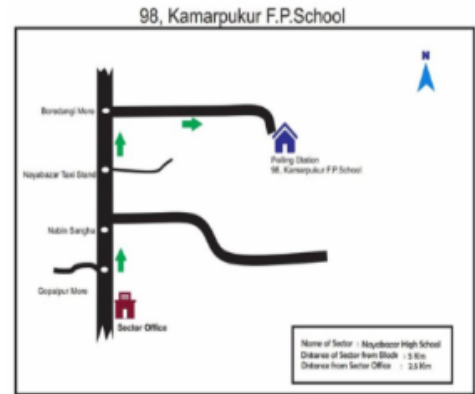 98, Kamarpukur F.P.School
N
Boredangi More
Polling Station
98, Kamarpukur F.P.School
Nayabazar Taxi Stand
Nabin Sangha
Gopalpur More
Sector Office
Name of Sector : Nayabazar High School
Distance of Sector from Block : 5 Km
Distance from Sector Office : 2.5 Km